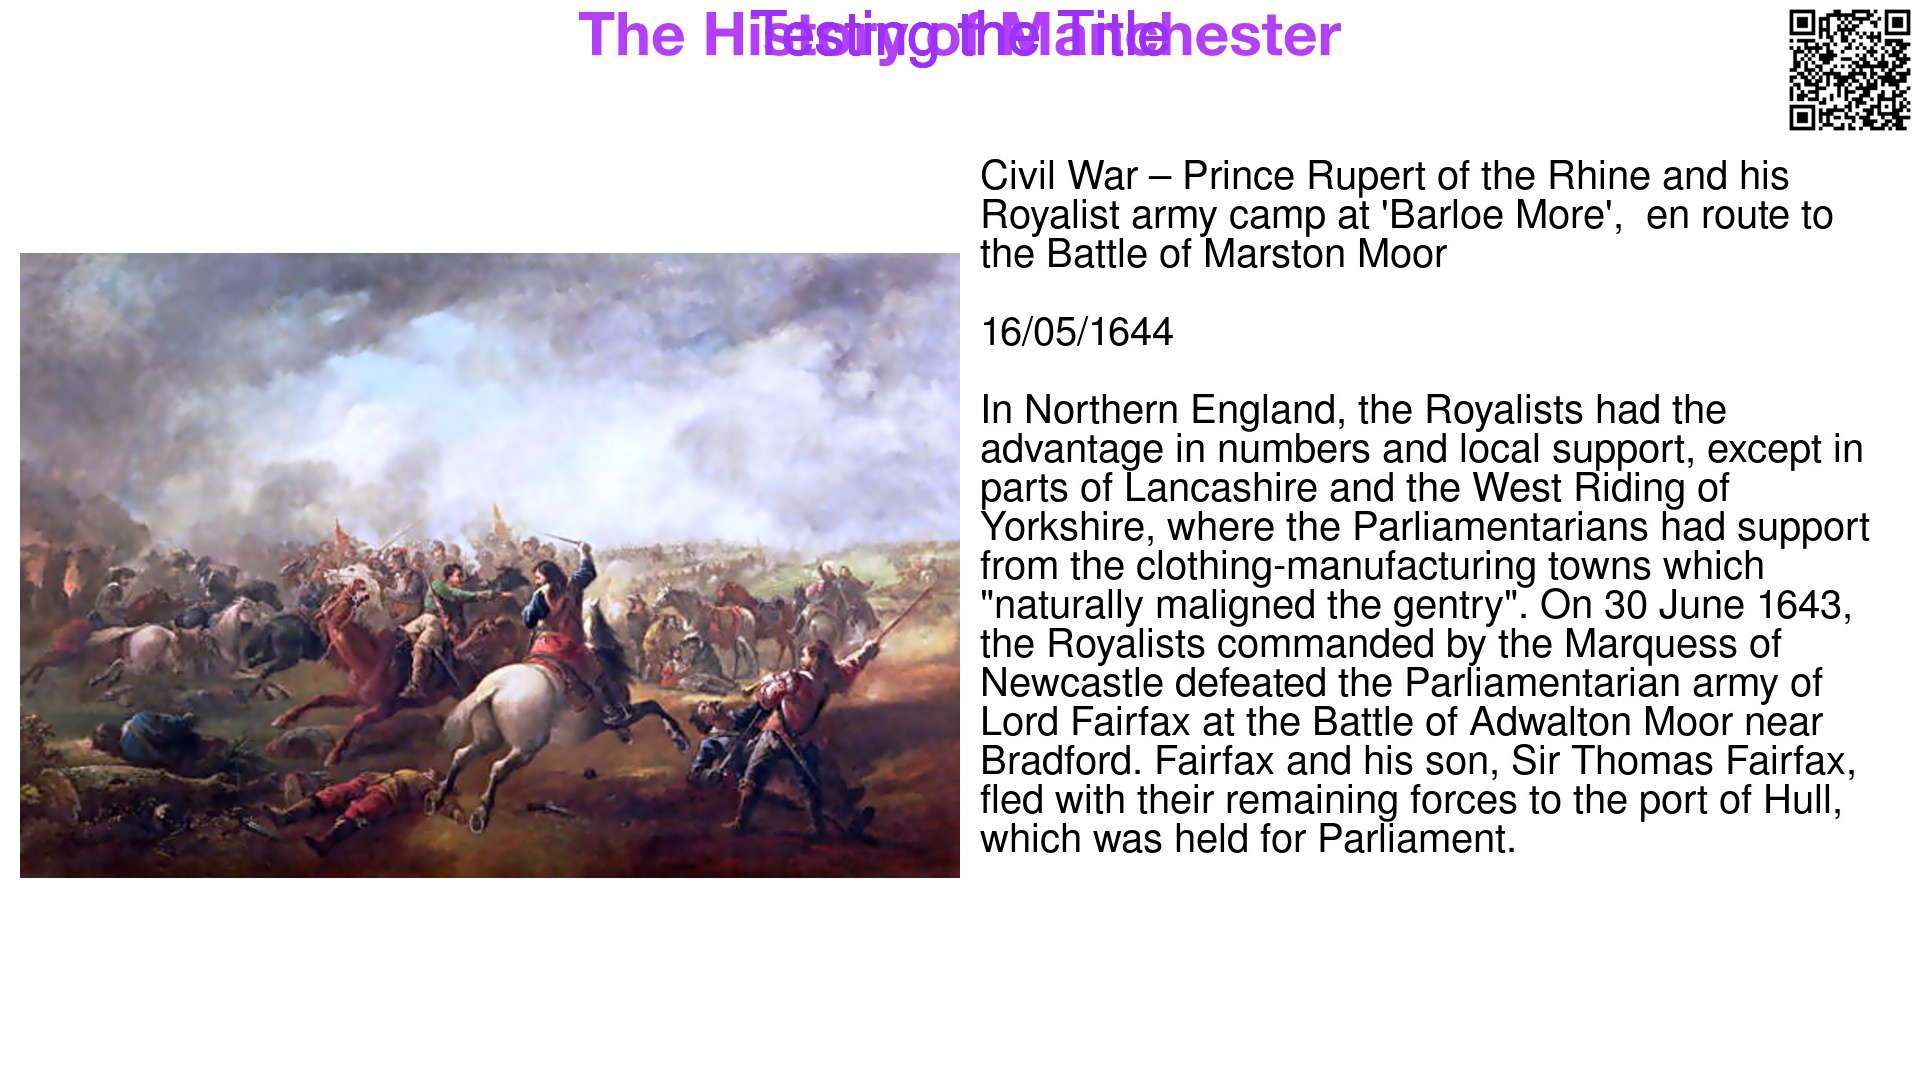 The History of Manchester
Testing the Title
Civil War – Prince Rupert of the Rhine and his
Royalist army camp at 'Barloe More',  en route to
the Battle of Marston Moor
16/05/1644
In Northern England, the Royalists had the
advantage in numbers and local support, except in
parts of Lancashire and the West Riding of
Yorkshire, where the Parliamentarians had support
from the clothing-manufacturing towns which
"naturally maligned the gentry". On 30 June 1643,
the Royalists commanded by the Marquess of
Newcastle defeated the Parliamentarian army of
Lord Fairfax at the Battle of Adwalton Moor near
Bradford. Fairfax and his son, Sir Thomas Fairfax,
fled with their remaining forces to the port of Hull,
which was held for Parliament.